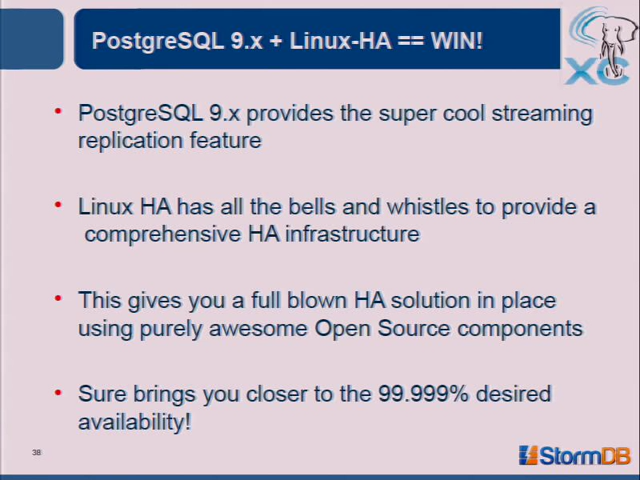 PostgreSQL 9.x + Linux-HA == WIN!
XC
• PostgreSQL 9.x provides the super cool streaming
replication feature
• Linux HA has all the bells and whistles to provide a
comprehensive HA infrastructure
• This gives you a full blown HA solution in place
using purely awesome Open Source components
• Sure brings you closer to the 99.999% desired
availability!
38
StormDB